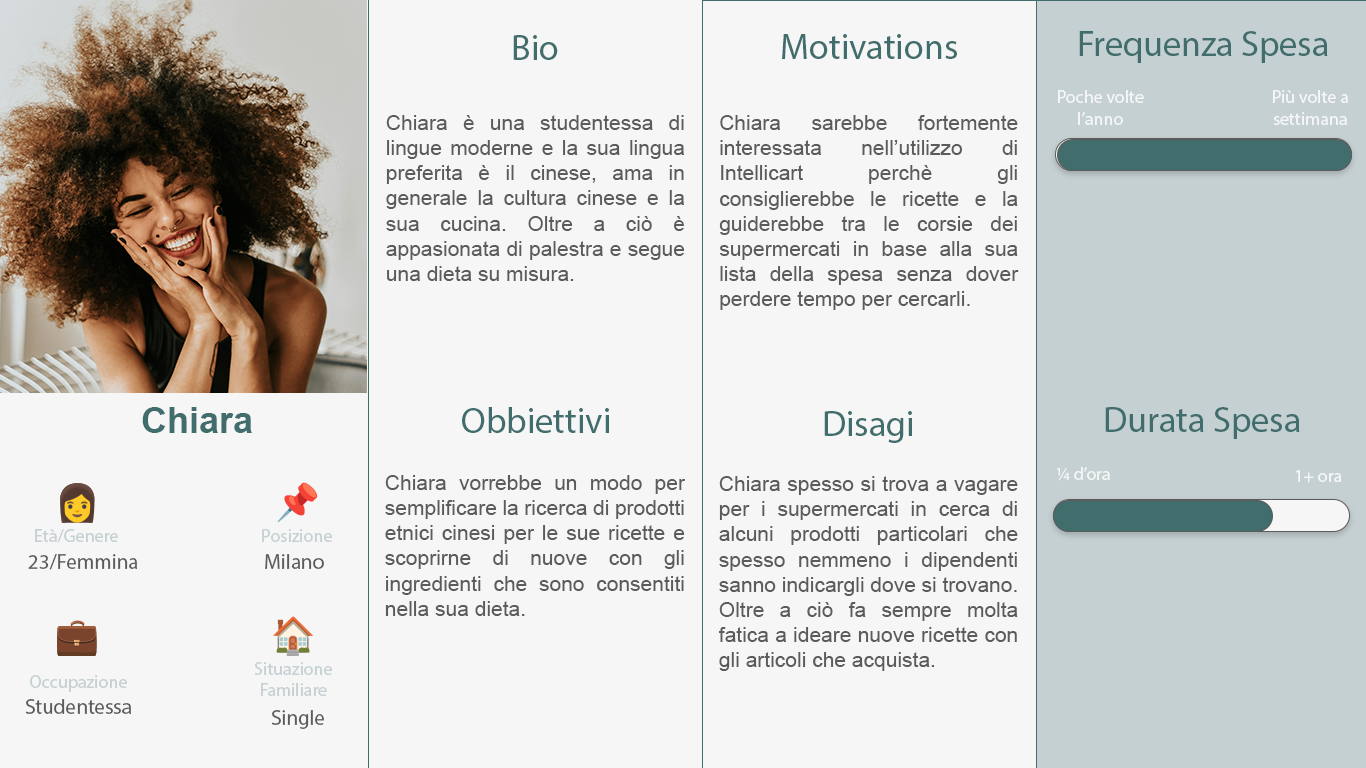 Chiara
Età/Genere
23/Femmina
Posizione
Milano
Occupazione
Studentessa
Situazione
Familiare
Single
Bio
Chiara è una studentessa di
lingue moderne e la sua lingua
preferita è il cinese, ama in
generale la cultura cinese e la
sua cucina. Oltre a ciò è
appasionata di palestra e segue
una dieta su misura.
Obbiettivi
Chiara vorrebbe un modo per
semplificare la ricerca di prodotti
etnici cinesi per le sue ricette e
scoprirne di nuove con gli
ingredienti che sono consentiti
nella sua dieta.
Motivations
Chiara sarebbe fortemente
interessata nell’utilizzo di
Intellicart perchè gli
consiglierebbe le ricette e la
guiderebbe tra le corsie dei
supermercati in base alla sua
lista della spesa senza dover
perdere tempo per cercarli.
Disagi
Chiara spesso si trova a vagare
per i supermercati in cerca di
alcuni prodotti particolari che
spesso nemmeno i dipendenti
sanno indicargli dove si trovano.
Oltre a ciò fa sempre molta
fatica a ideare nuove ricette con
gli articoli che acquista.
Frequenza Spesa
Poche volte
l’anno
Più volte a
settimana
Durata Spesa
¼ d’ora
1+ ora